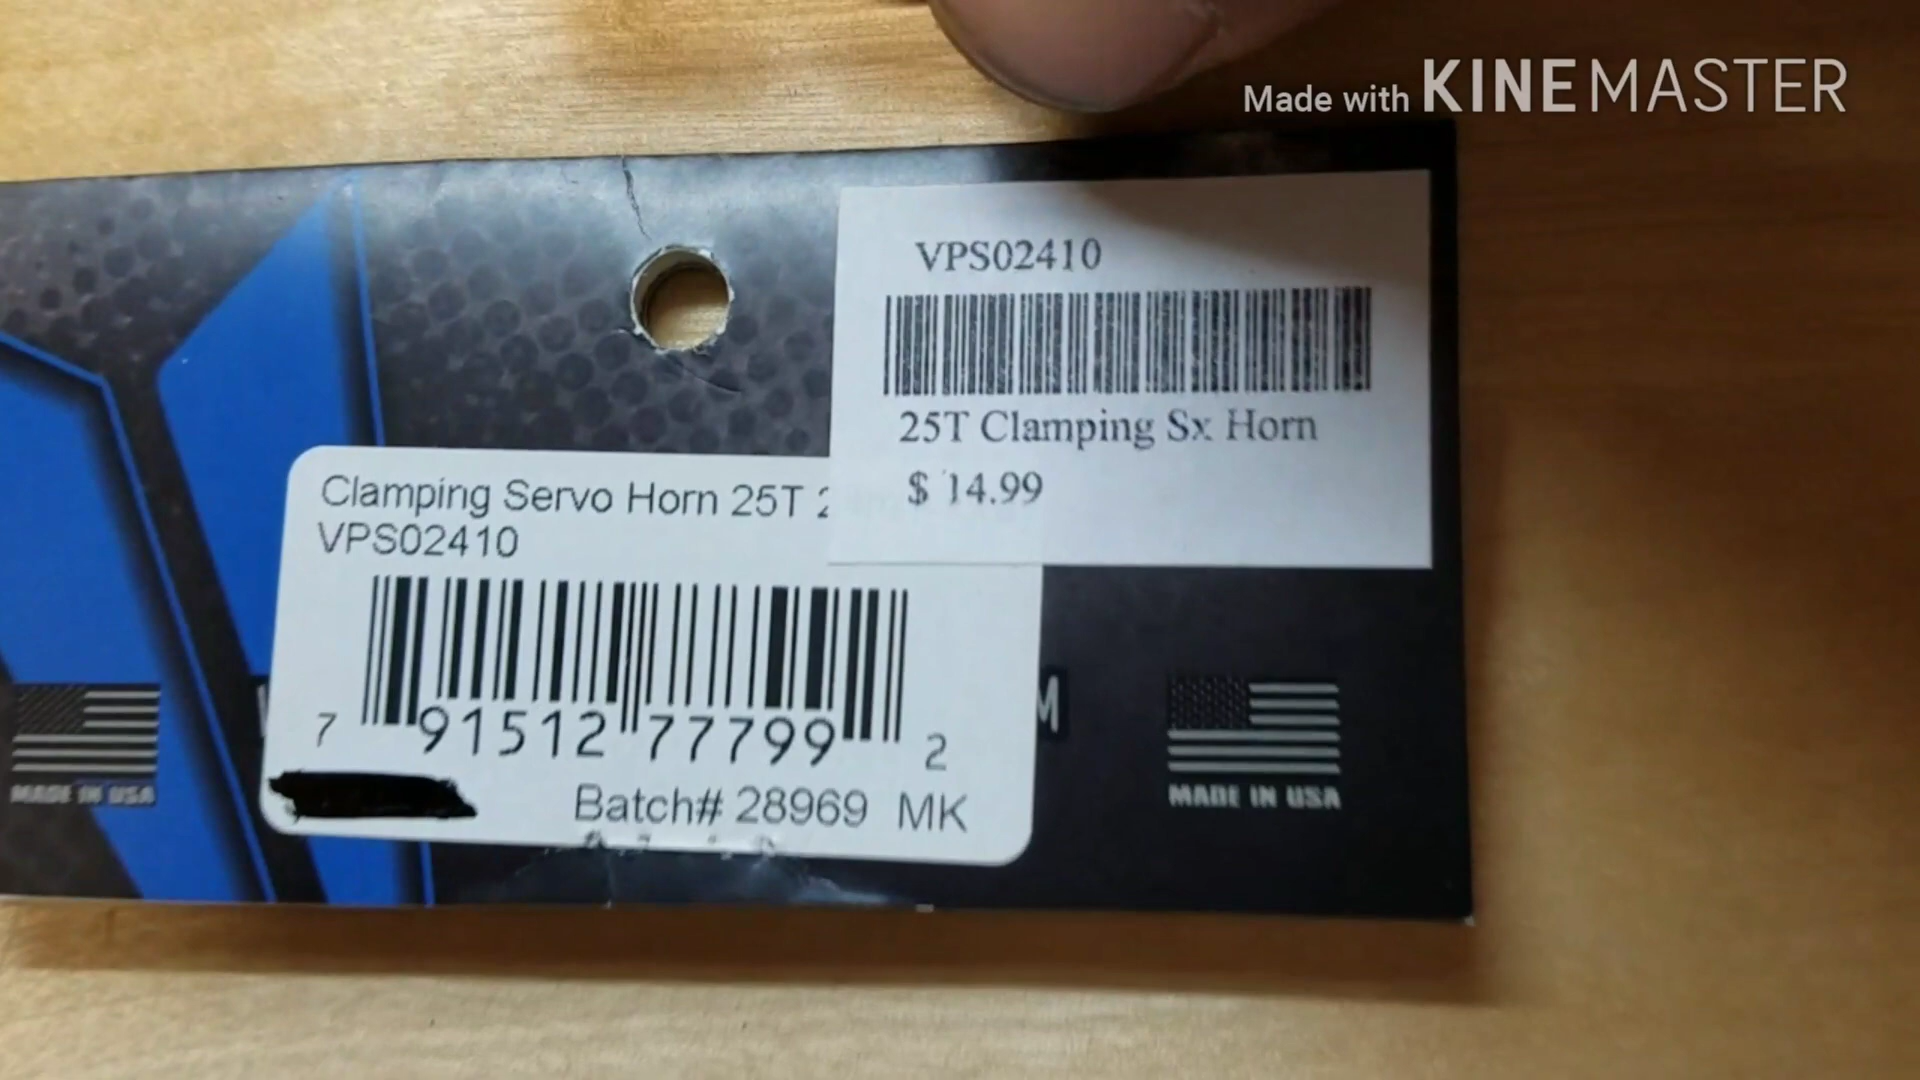 Made with KINEMASTER
VPS02410
25T Clamping Sx Horn
$ 14.99
Clamping Servo Horn 25T
VPS02410
7 91512 77799 2
Batch# 28969 MK
MADE IN USA
MADE IN USA